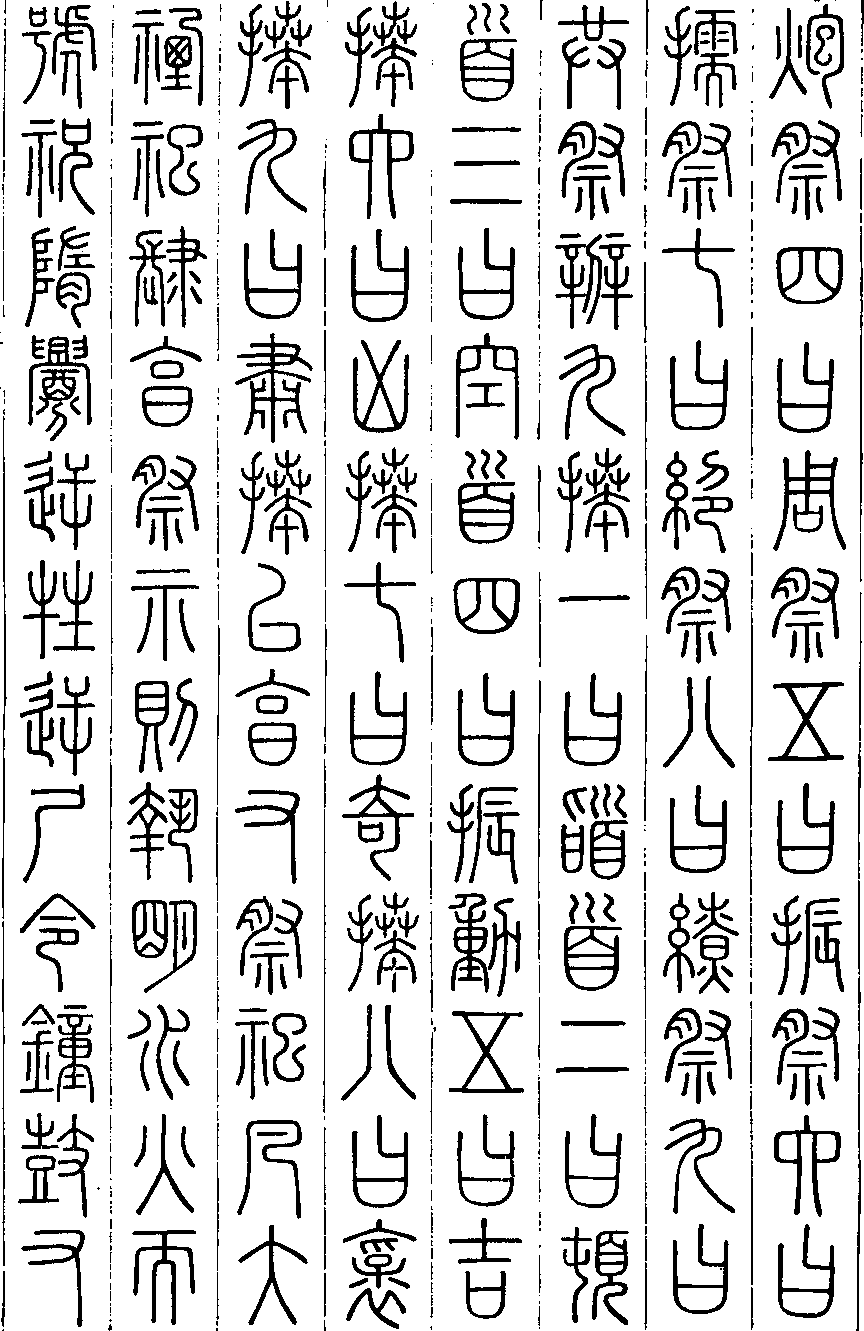 炮祭四曰周祭五曰振祭六曰
擩祭七曰絕祭八曰繚祭九曰
共祭辨九拜一曰稽首二曰頓
首三曰空首四曰振動五曰吉
拜六曰凶拜七曰奇拜八曰褒
拜九曰肅拜以享右祭祀凡大
禋祀肆享祭示則執明水火而
號祝隋釁逆牲逆尸令鐘鼓右